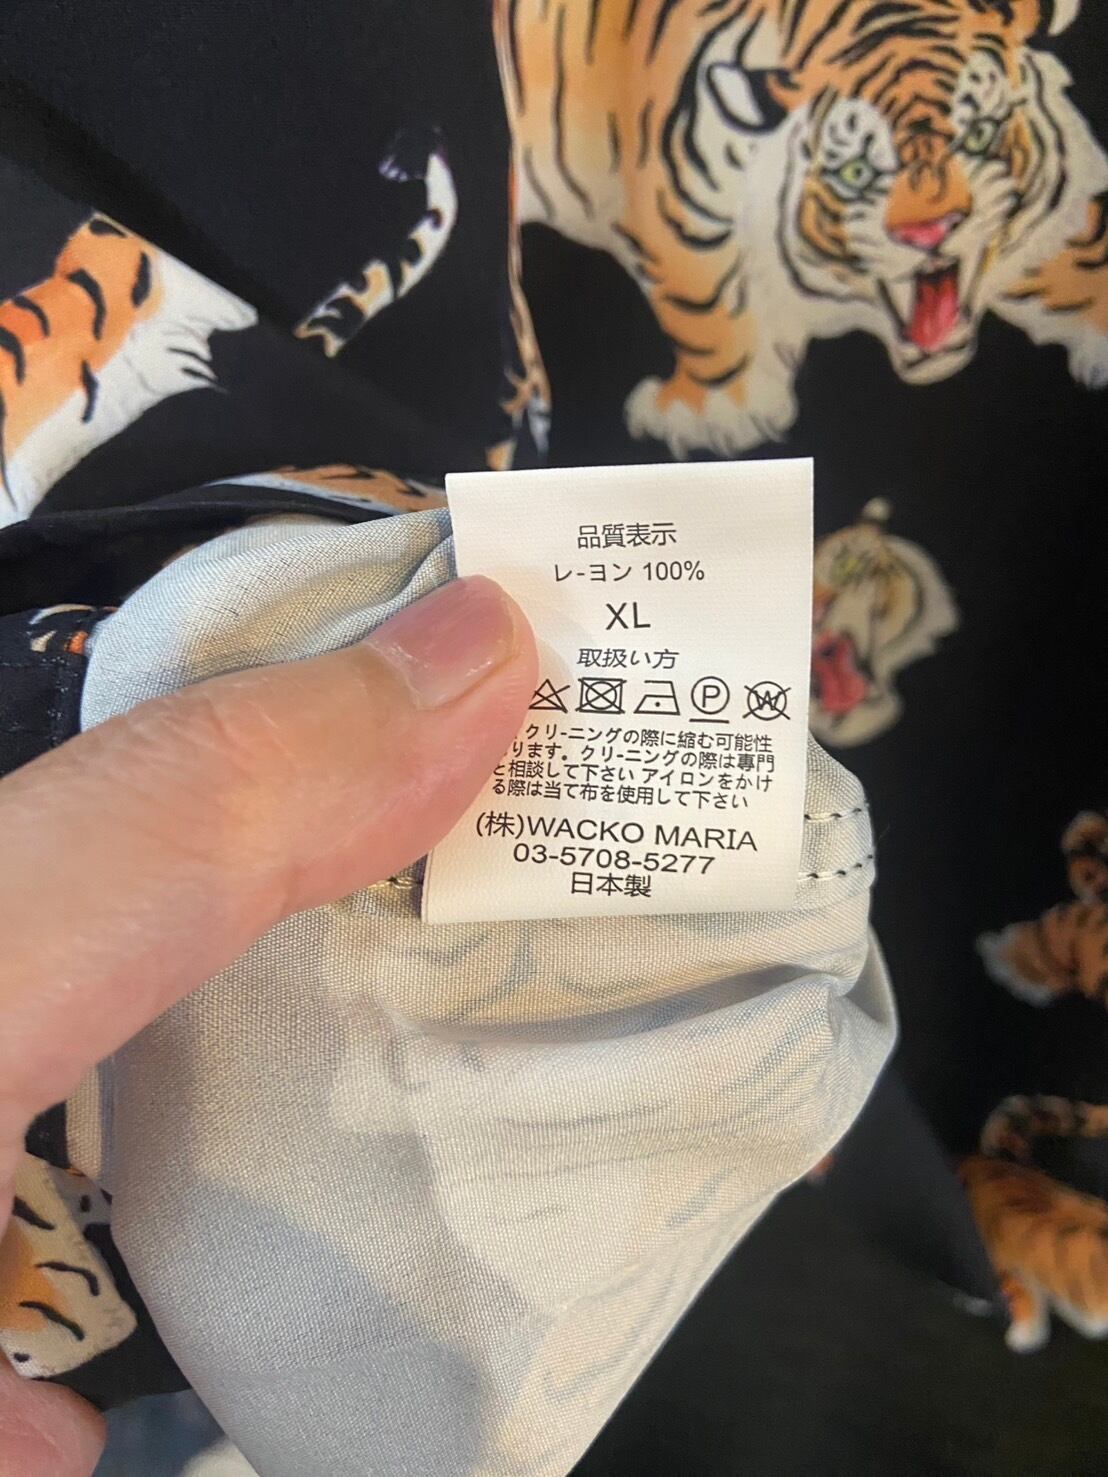 品質表示
レ-ヨン 100%
XL
取扱い方
P W
クリ-ニングの際に縮む可能性
ります。クリ-ニングの際は専門
と相談して下さい アイロンをかけ
る際は当て布を使用して下さい
(株)WACKO MARIA
03-5708-5277
日本製